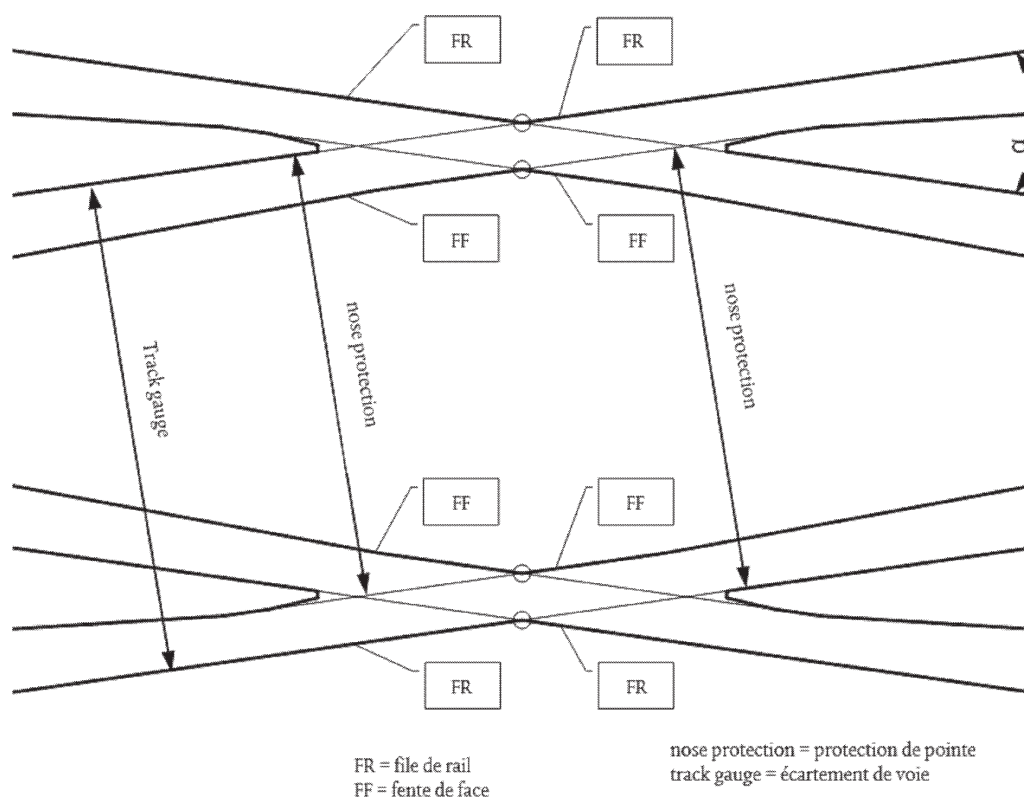 FR
FR
FF
FF
Track gauge
nose protection
nose protection
FF
FF
FR
FR
FR = file de rail
FF = fente de face
nose protection = protection de pointe
track gauge = écartement de voie